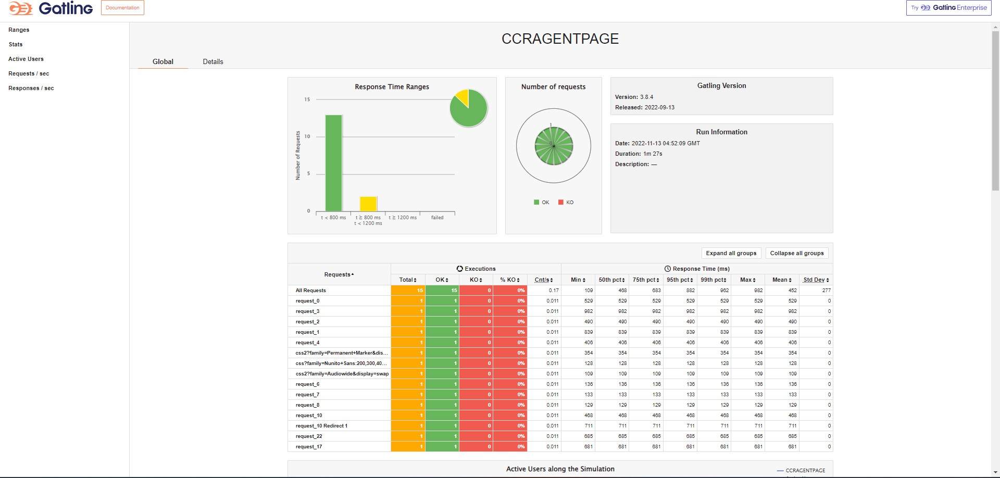 Gatling Documentation Try Gatling Enterprise
Ranges
Stats
Active Users
Requests / sec
Responses / sec
CCRAGENTPAGE
Global Details
Response Time Ranges
15
10
5
0
Number of Requests
t < 800 ms
t ≥ 800 ms
t < 1200 ms
t ≥ 1200 ms
failed
Number of requests
1
0
OK KO
Gatling Version
Version: 3.8.4
Released: 2022-09-13
Run Information
Date: 2022-11-13 04:52:09 GMT
Duration: 1m 27s
Description: —
Expand all groups Collapse all groups
Requests Executions Response Time (ms)
Total OK KO % KO Cnt/s Min 50th pct 75th pct 95th pct 99th pct Max Mean Std Dev
All Requests 15 15 0 0% 0.17 109 468 683 882 962 982 452 277
request_0 1 1 0 0% 0.011 529 529 529 529 529 529 529 0
request_3 1 1 0 0% 0.011 982 982 982 982 982 982 982 0
request_2 1 1 0 0% 0.011 490 490 490 490 490 490 490 0
request_1 1 1 0 0% 0.011 839 839 839 839 839 839 839 0
request_4 1 1 0 0% 0.011 406 406 406 406 406 406 406 0
css2?family=Permanent+Marker&dis... 1 1 0 0% 0.011 354 354 354 354 354 354 354 0
css?family=Nunito+Sans:200,300,40... 1 1 0 0% 0.011 128 128 128 128 128 128 128 0
css2?family=Audiowide&display=swap 1 1 0 0% 0.011 109 109 109 109 109 109 109 0
request_6 1 1 0 0% 0.011 136 136 136 136 136 136 136 0
request_7 1 1 0 0% 0.011 133 133 133 133 133 133 133 0
request_8 1 1 0 0% 0.011 129 129 129 129 129 129 129 0
request_10 1 1 0 0% 0.011 468 468 468 468 468 468 468 0
request_10 Redirect 1 1 1 0 0% 0.011 711 711 711 711 711 711 711 0
request_22 1 1 0 0% 0.011 685 685 685 685 685 685 685 0
request_17 1 1 0 0% 0.011 681 681 681 681 681 681 681 0
Active Users along the Simulation
CCRAGENTPAGE